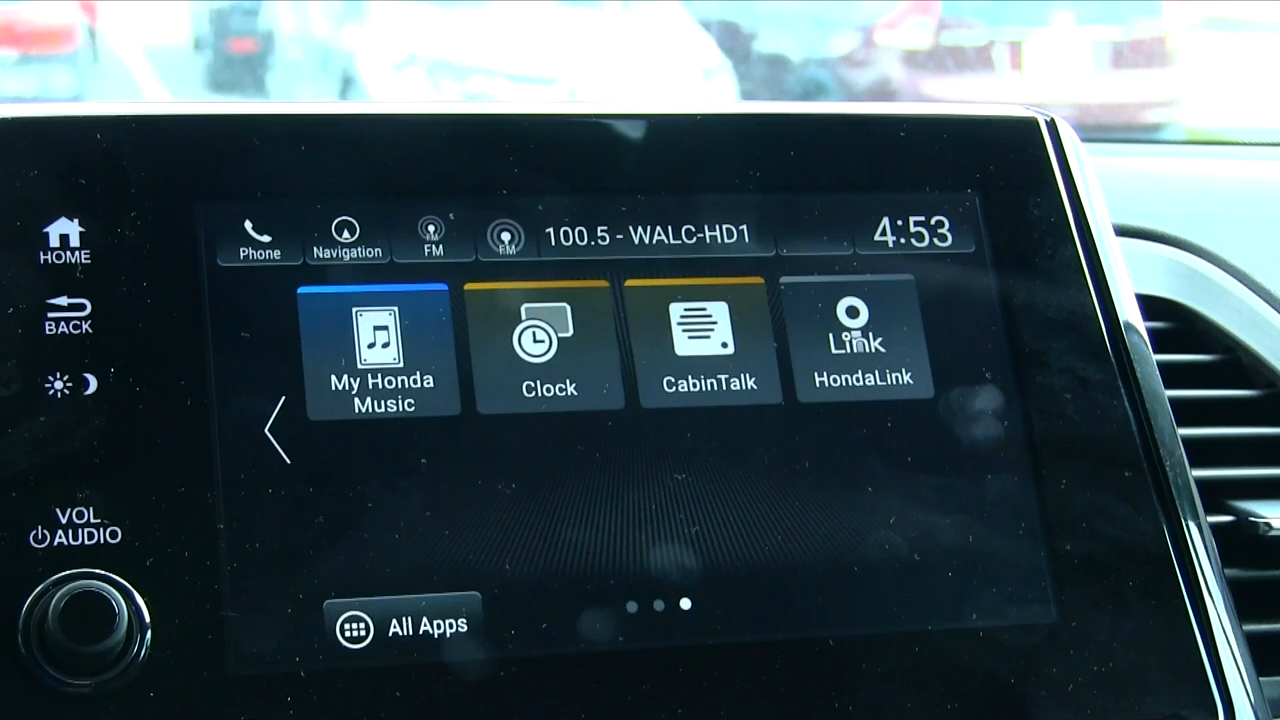 HOME
BACK
VOL
AUDIO
Phone
Navigation
FM
FM
FM
100.5 - WALC-HD1
4:53
My Honda
Music
Clock
CabinTalk
Link
HondaLink
All Apps